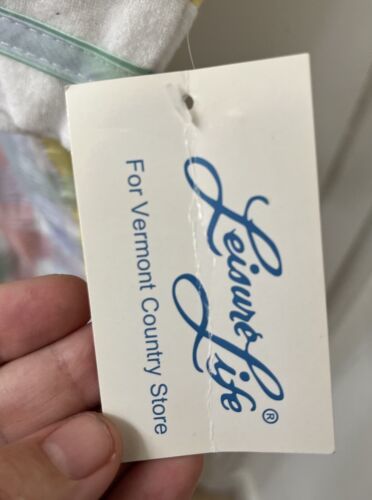 Leisure
Life®
For Vermont Country Store